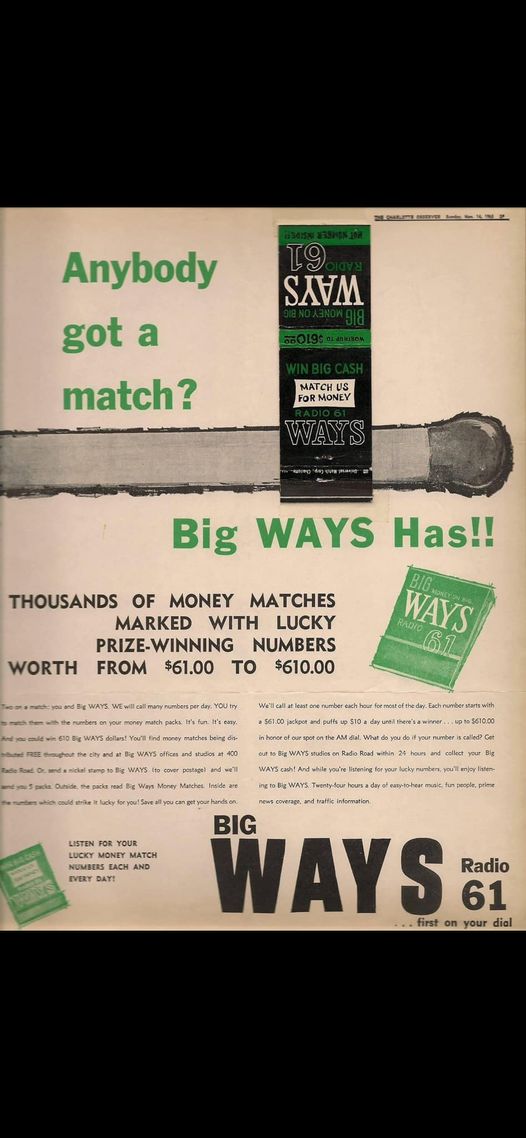 THE CHARLOTTE OBSERVER Sunday, Nov. 14, 1965
Anybody
got a
match?
HOT NUMBER INSIDE!!
RADIO 61
WAYS
BIG MONEY ON BIG
WORTH UP TO $610.00
WIN BIG CASH
MATCH US
FOR MONEY
RADIO 61
WAYS
Universal Match Corp., Charlotte
Big WAYS Has!!
THOUSANDS OF MONEY MATCHES
MARKED WITH LUCKY
PRIZE-WINNING NUMBERS
WORTH FROM $61.00 TO $610.00
BIG MONEY ON BIG
WAYS
RADIO 61
Two on a match: you and Big WAYS. WE will call many numbers per day. YOU try
to match them with the numbers on your money match packs. It's fun. It's easy.
And you could win 610 Big WAYS dollars! You'll find money matches being dis-
tributed FREE throughout the city and at Big WAYS offices and studios at 400
Radio Road. Or, send a nickel stamp to Big WAYS (to cover postage) and we'll
send you 5 packs. Outside, the packs read Big Ways Money Matches. Inside are
the numbers which could strike it lucky for you! Save all you can get your hands on.
We'll call at least one number each hour for most of the day. Each number starts with
a $61.00 jackpot and puffs up $10 a day until there's a winner . . . up to $610.00
in honor of our spot on the AM dial. What do you do if your number is called? Get
out to Big WAYS studios on Radio Road within 24 hours and collect your Big
WAYS cash! And while you're listening for your lucky numbers, you'll enjoy listen-
ing to Big WAYS. Twenty-four hours a day of easy-to-hear music, fun people, prime
news coverage, and traffic information.
WIN BIG CASH
WAYS
LISTEN FOR YOUR
LUCKY MONEY MATCH
NUMBERS EACH AND
EVERY DAY!
BIG
WAYS
Radio
61
. . . first on your dial